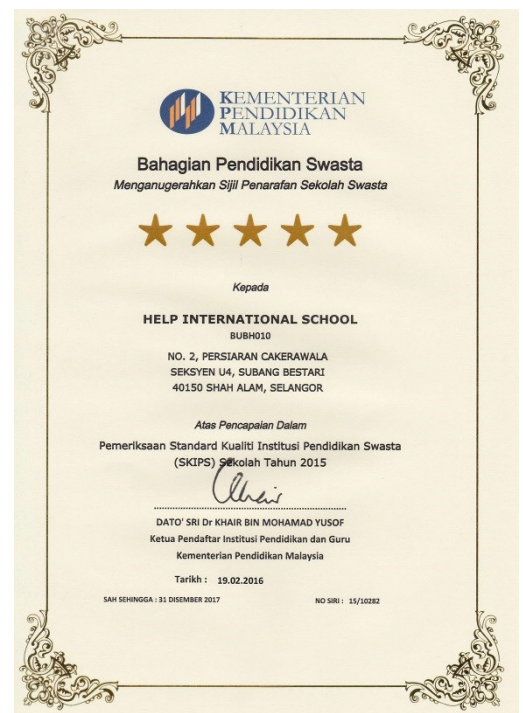 KEMENTERIAN
PENDIDIKAN
MALAYSIA
Bahagian Pendidikan Swasta
Menganugerahkan Sijil Penarafan Sekolah Swasta
Kepada
HELP INTERNATIONAL SCHOOL
BUBH010
NO. 2, PERSIARAN CAKERAWALA
SEKSYEN U4, SUBANG BESTARI
40150 SHAH ALAM, SELANGOR
Atas Pencapaian Dalam
Pemeriksaan Standard Kualiti Institusi Pendidikan Swasta
(SKIPS) Sekolah Tahun 2015
DATO' SRI Dr KHAIR BIN MOHAMAD YUSOF
Ketua Pendaftar Institusi Pendidikan dan Guru
Kementerian Pendidikan Malaysia
Tarikh : 19.02.2016
SAH SEHINGGA : 31 DISEMBER 2017 NO SIRI : 15/10282